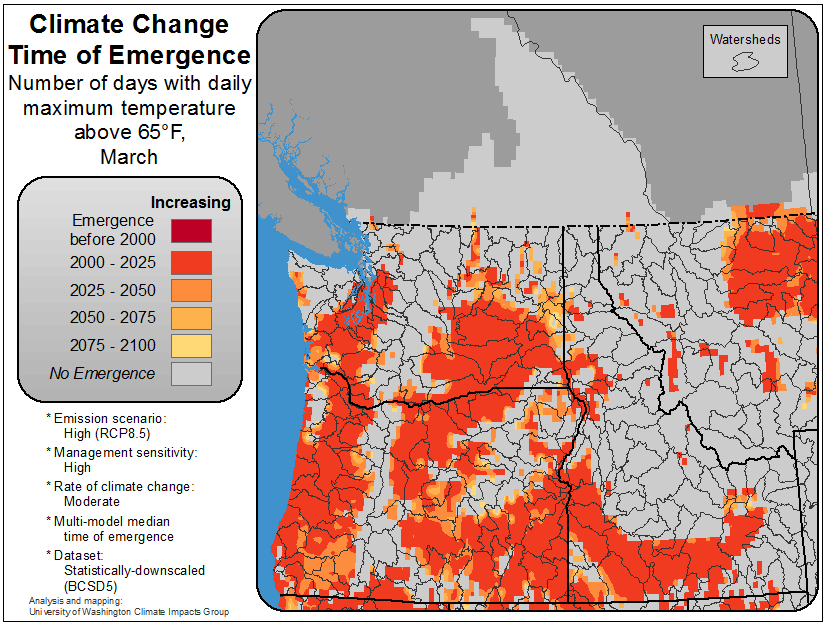 Climate Change
Time of Emergence
Number of days with daily
maximum temperature
above 65°F,
March
Increasing
Emergence
before 2000
2000 - 2025
2025 - 2050
2050 - 2075
2075 - 2100
No Emergence
* Emission scenario:
High (RCP8.5)
* Management sensitivity:
High
* Rate of climate change:
Moderate
* Multi-model median
time of emergence
* Dataset:
Statistically-downscaled
(BCSD5)
Analysis and mapping:
University of Washington Climate Impacts Group
Watersheds